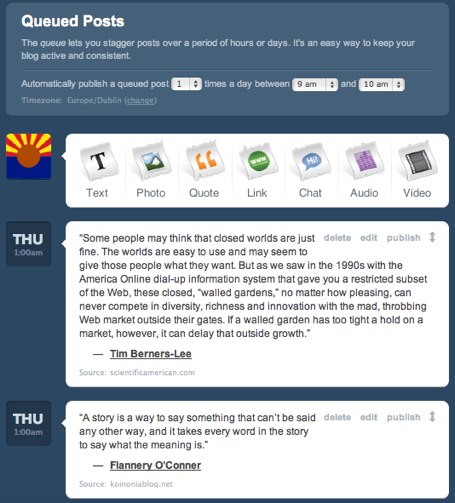 Queued Posts
The queue lets you stagger posts over a period of hours or days. It's an easy way to keep your
blog active and consistent.
Automatically publish a queued post 1 times a day between 9 am and 10 am
Timezone: Europe/Dublin (change)
T
WWW
Hi!
Text Photo Quote Link Chat Audio Video
THU
1:00am
delete edit publish
“Some people may think that closed worlds are just
fine. The worlds are easy to use and may seem to
give those people what they want. But as we saw in the 1990s with the
America Online dial-up information system that gave you a restricted subset
of the Web, these closed, “walled gardens,” no matter how pleasing, can
never compete in diversity, richness and innovation with the mad, throbbing
Web market outside their gates. If a walled garden has too tight a hold on a
market, however, it can delay that outside growth.”
— Tim Berners-Lee
Source: scientificamerican.com
THU
1:00am
delete edit publish
“A story is a way to say something that can’t be said
any other way, and it takes every word in the story
to say what the meaning is.”
— Flannery O’Conner
Source: koinoniablog.net